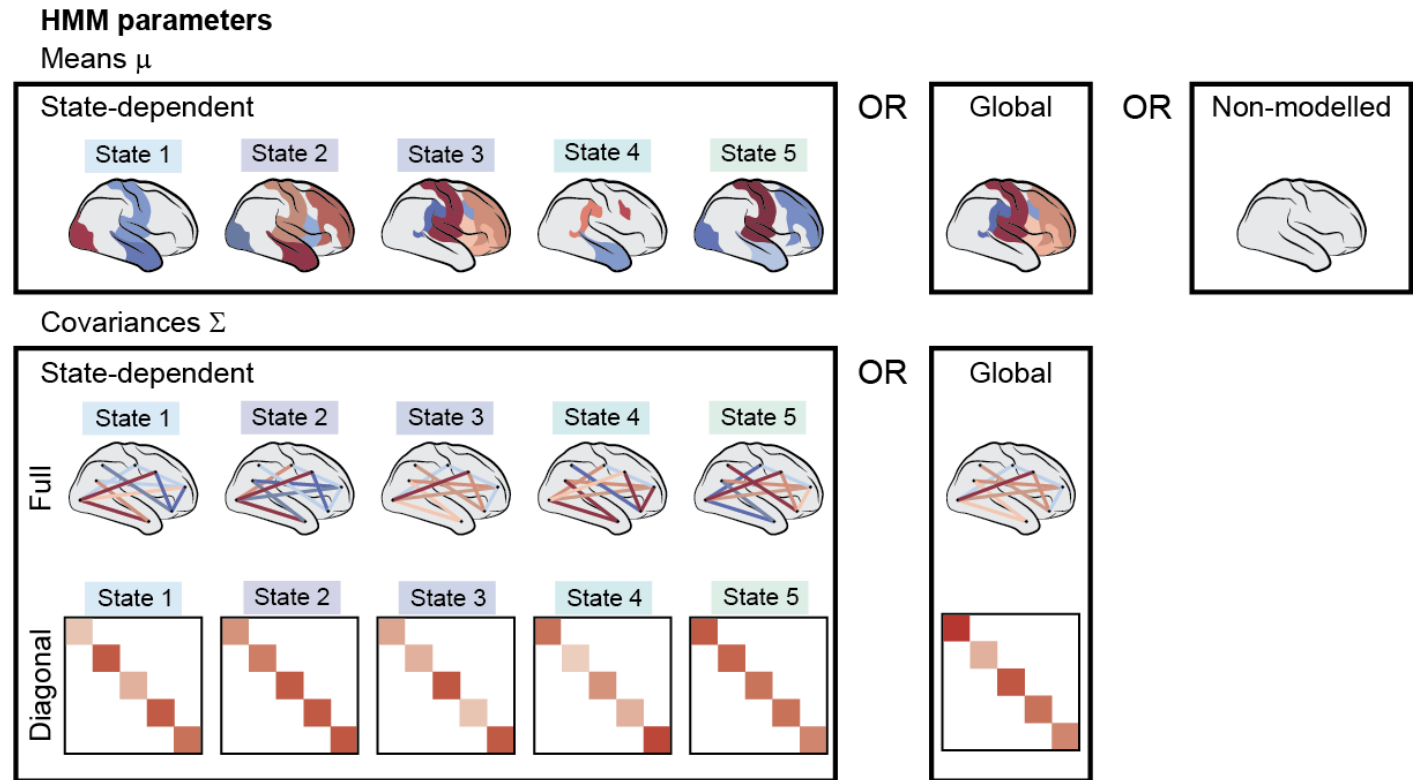 HMM parameters
Means μ
State-dependent
OR
Global
OR
Non-modelled
State 1
State 2
State 3
State 4
State 5
Covariances Σ
State-dependent
OR
Global
Full
State 1
State 2
State 3
State 4
State 5
Diagonal
State 1
State 2
State 3
State 4
State 5